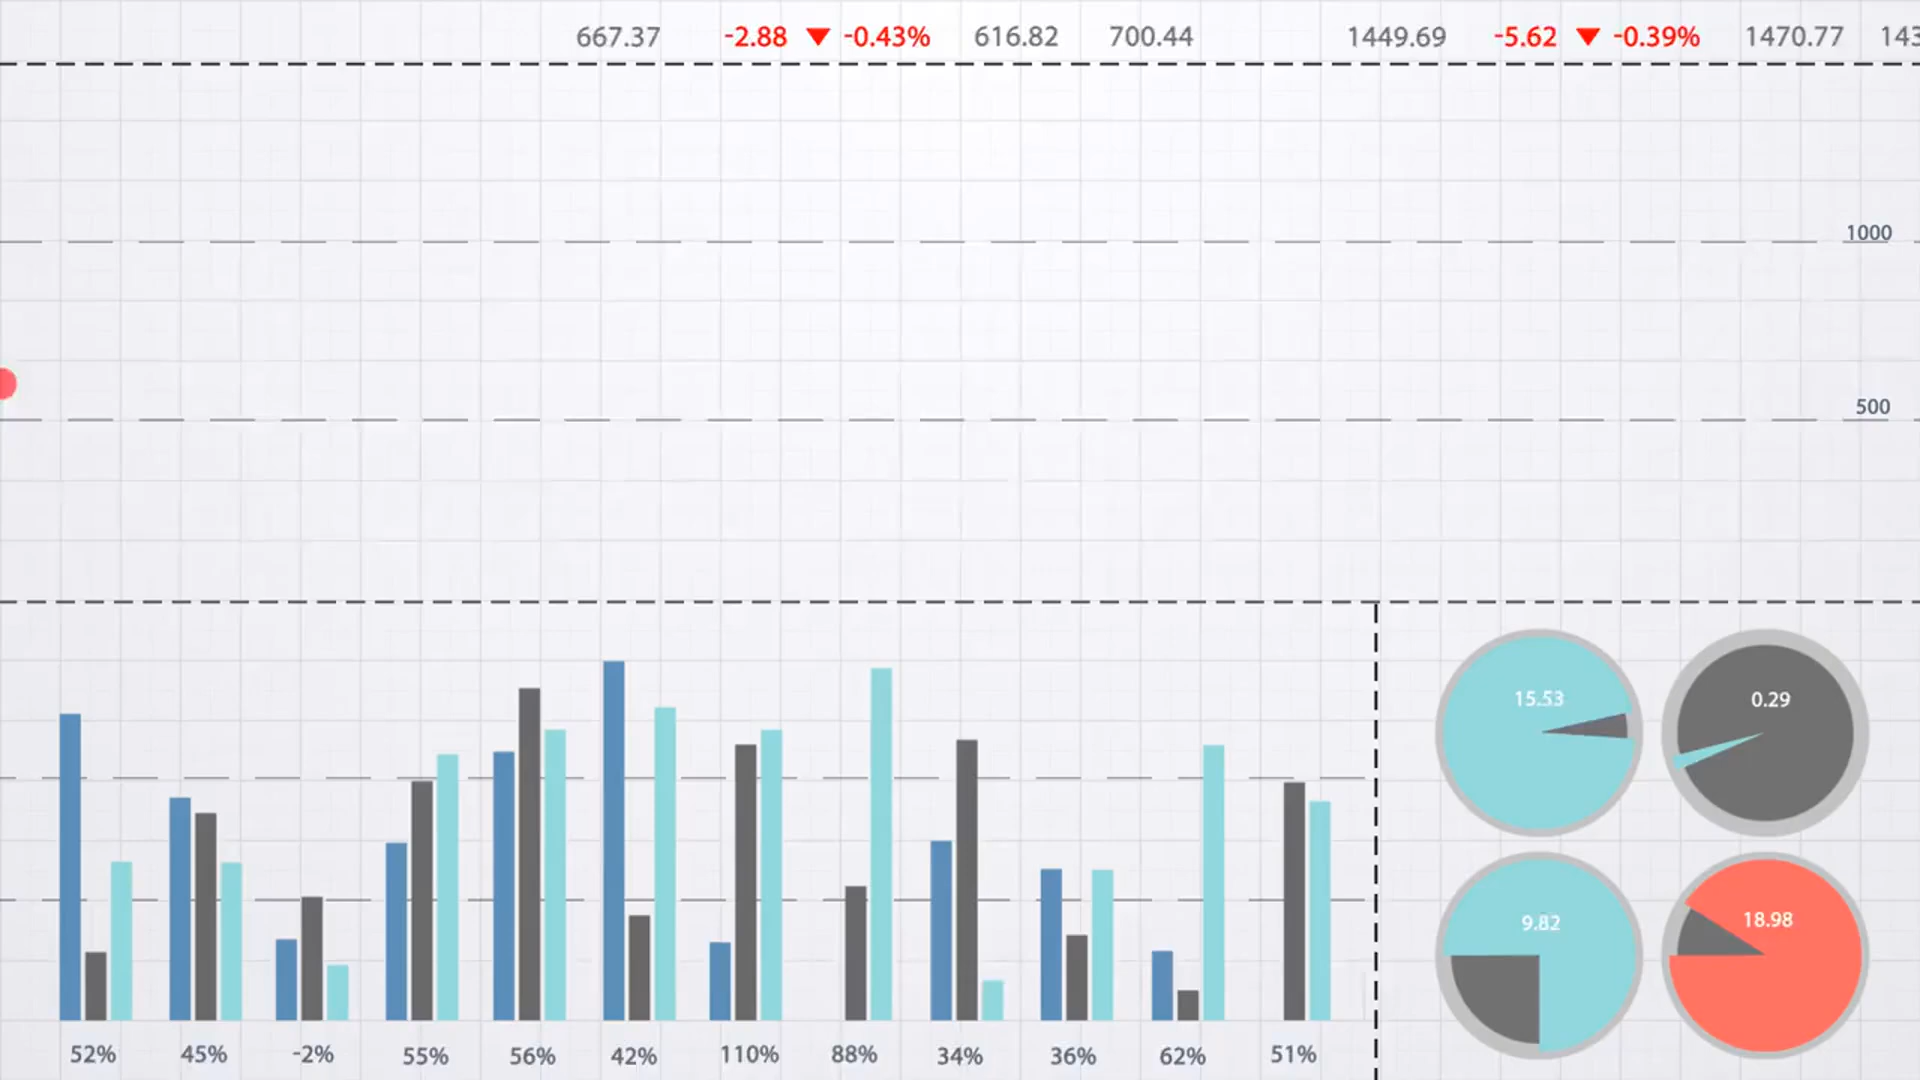 667.37 -2.88 ▼ -0.43% 616.82 700.44 1449.69 -5.62 ▼ -0.39% 1470.77 143
1000
500
15.53 0.29
9.82 18.98
52% 45% -2% 55% 56% 42% 110% 88% 34% 36% 62% 51%